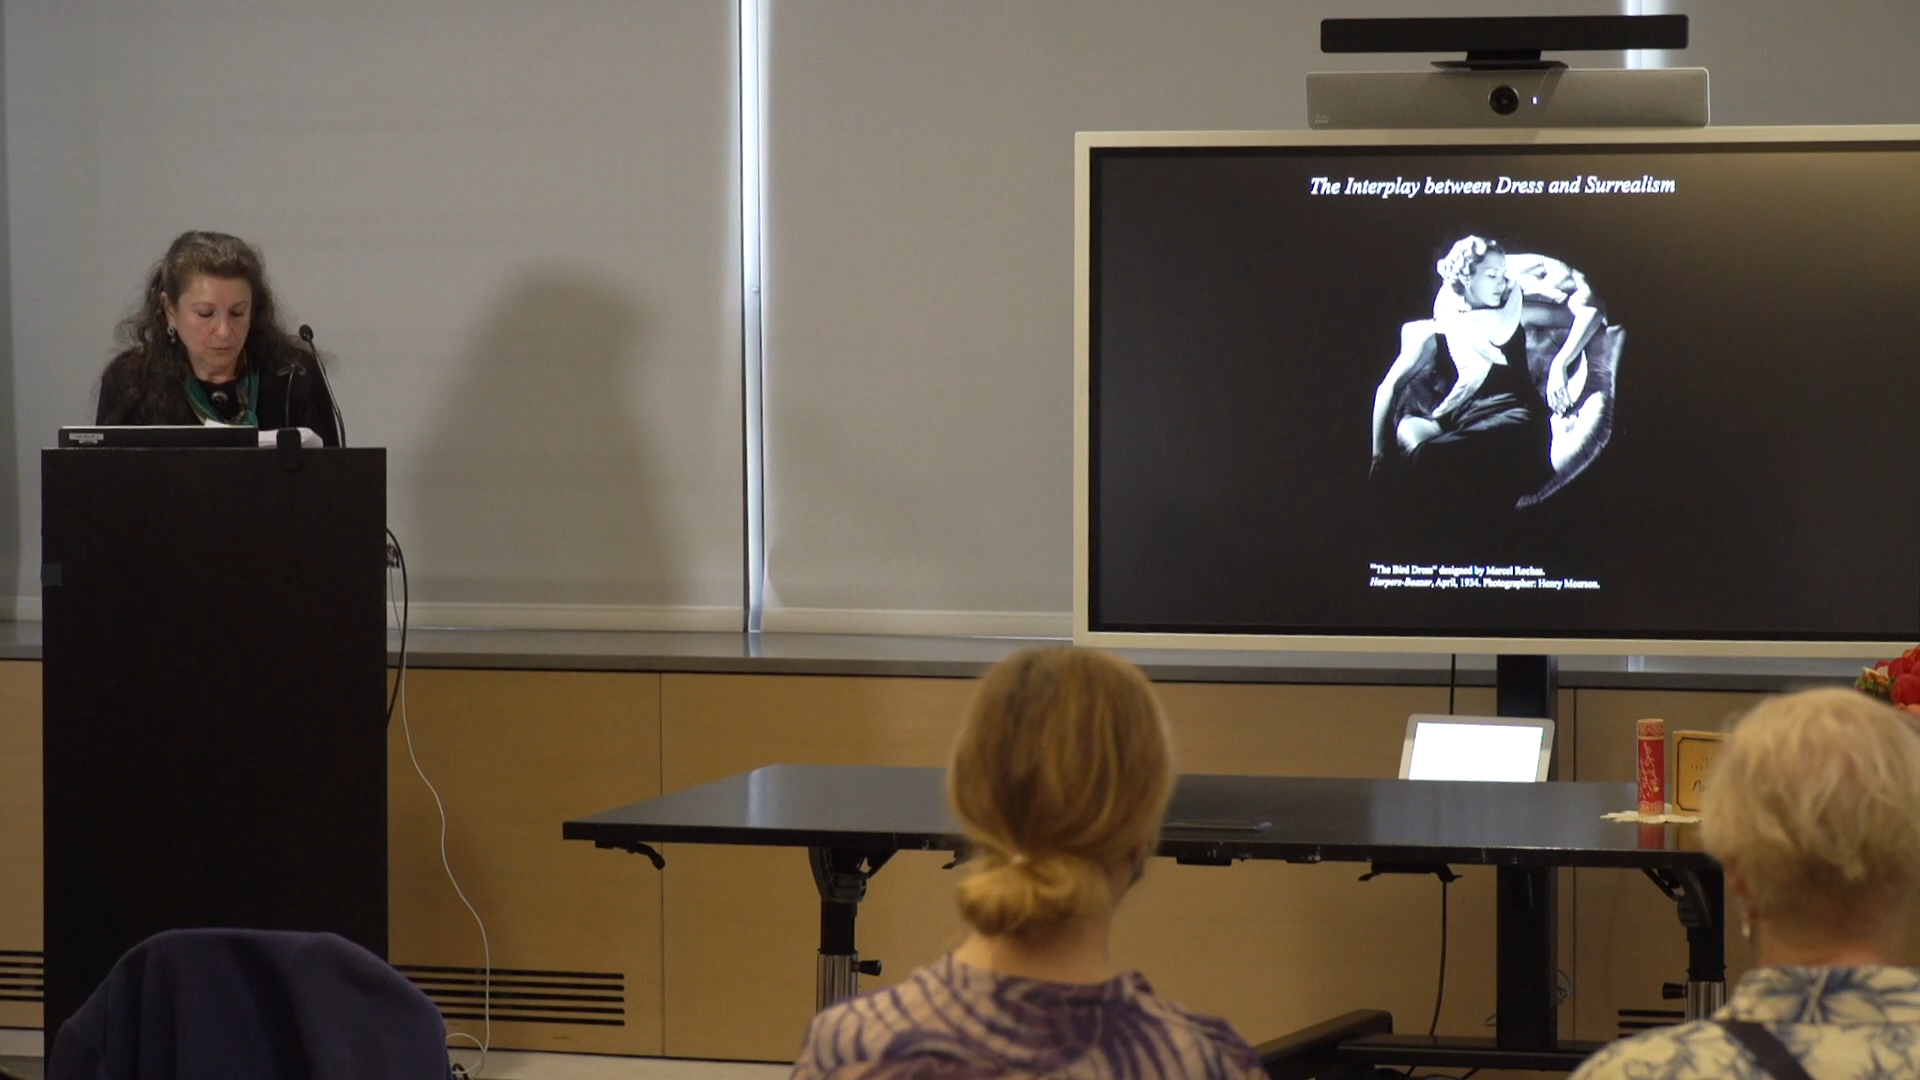 The Interplay between Dress and Surrealism
"The Bird Dress" designed by Marcel Rochas.
Harpers-Bazaar, April, 1934. Photographer: Henry Meerson.